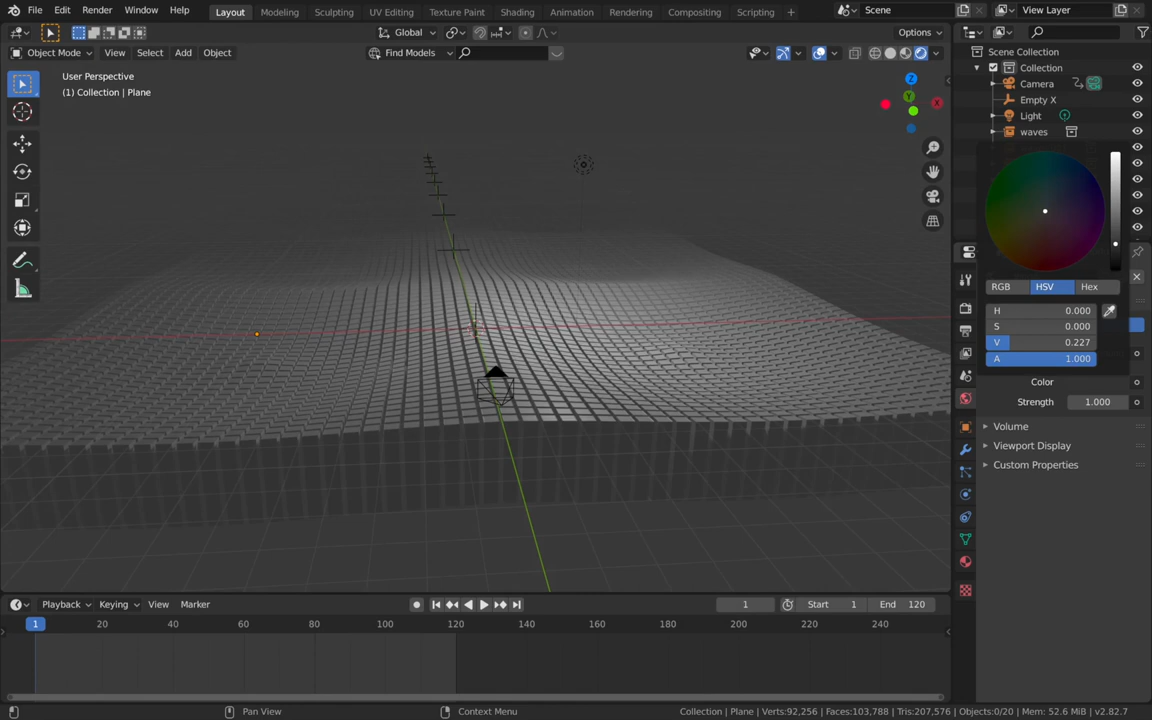 File Edit Render Window Help Layout Modeling Sculpting UV Editing Texture Paint Shading Animation Rendering Compositing Scripting + Scene View Layer
Global Find Models Options
Object Mode View Select Add Object
User Perspective
(1) Collection | Plane
Z
Y
X
Scene Collection
Collection
Camera
Empty X
Light
waves
RGB HSV Hex
H 0.000
S 0.000
V 0.227
A 1.000
Color
Strength 1.000
Volume
Viewport Display
Custom Properties
Playback Keying View Marker 1 Start 1 End 120
1 20 40 60 80 100 120 140 160 180 200 220 240
Pan View Context Menu Collection | Plane | Verts:92,256 | Faces:103,788 | Tris:207,576 | Objects:0/20 | Mem: 52.6 MiB | v2.82.7